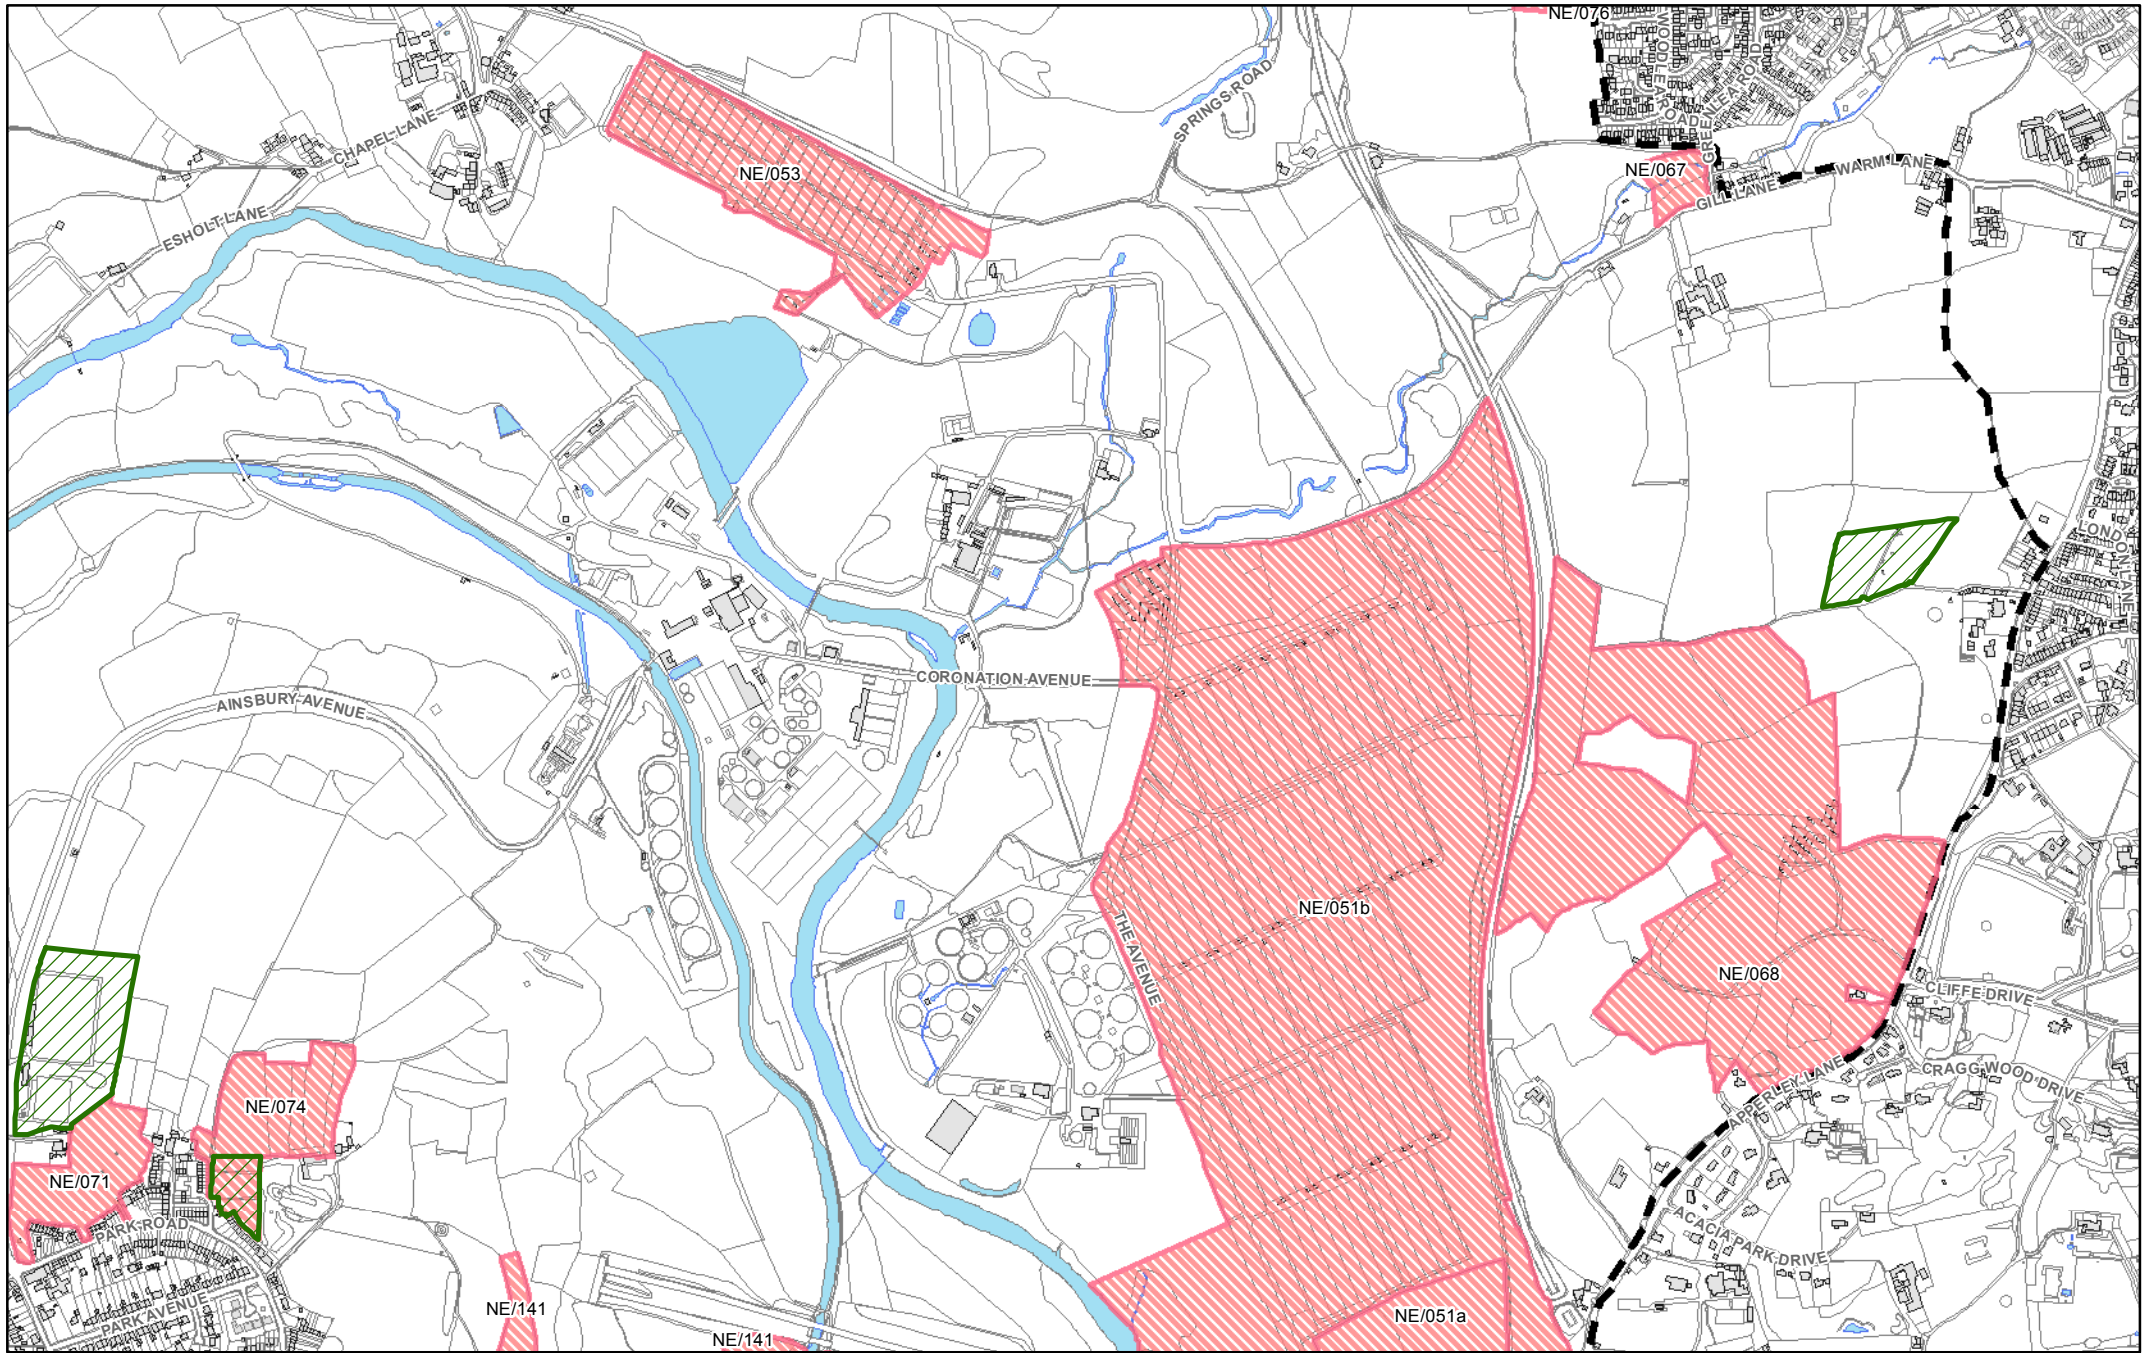 NE/076
WOODLEA ROAD
GREENLEA ROAD
SPRINGS ROAD
CHAPEL LANE
NE/053
NE/067
WARM LANE
GILL LANE
ESHOLT LANE
LONDON LANE
CORONATION AVENUE
AINSBURY AVENUE
NE/051b
THE AVENUE
NE/068
CLIFFE DRIVE
CRAGG WOOD DRIVE
APPERLEY LANE
NE/074
NE/071
PARK ROAD
ACACIA PARK DRIVE
NE/141
PARK AVENUE
NE/051a
NE/141